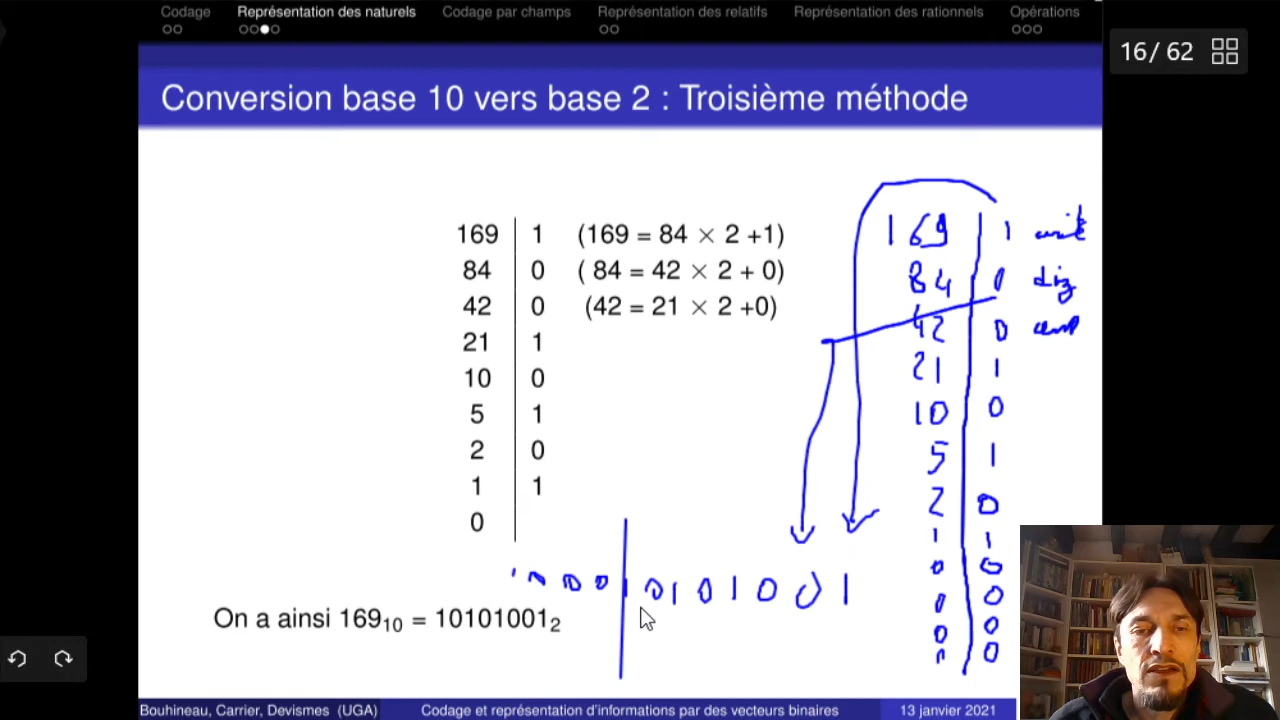 Codage Représentation des naturels Codage par champs Représentation des relatifs Représentation des rationnels Opérations
16/ 62
Conversion base 10 vers base 2 : Troisième méthode
169 1 (169 = 84 × 2 +1)
84 0 ( 84 = 42 × 2 + 0)
42 0 (42 = 21 × 2 +0)
21 1
10 0
5 1
2 0
1 1
0
169 1 unité
84 0 diz
42 0 cent
21 1
10 0
5 1
2 0
1 1
0 0
0 0
0 0
0 0
0 0 1 0 1 0 1 0 0 1
On a ainsi 169₁₀ = 10101001₂
Bouhineau, Carrier, Devismes (UGA) Codage et représentation d'informations par des vecteurs binaires 13 janvier 2021